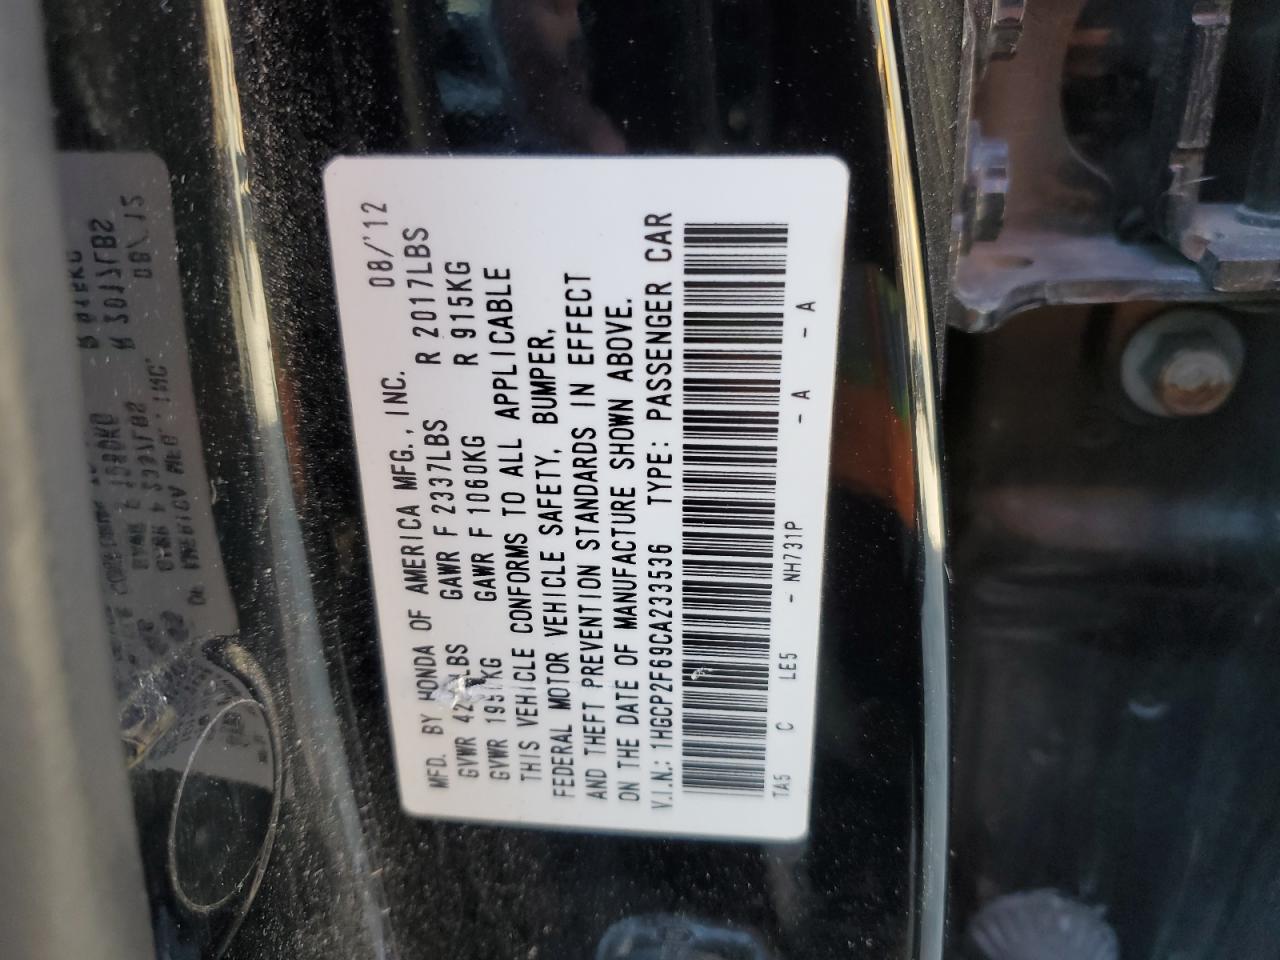 MFD. BY HONDA OF AMERICA MFG., INC. 08/'12
GVWR LBS GAWR F 2337LBS R 2017LBS
GVWR KG GAWR F 1060KG R 915KG
THIS VEHICLE CONFORMS TO ALL APPLICABLE
FEDERAL MOTOR VEHICLE SAFETY, BUMPER,
AND THEFT PREVENTION STANDARDS IN EFFECT
ON THE DATE OF MANUFACTURE SHOWN ABOVE.
V.I.N.: 1HGCP2F69CA233536 TYPE: PASSENGER CAR
TA5 C LE5 - NH731P - A - A